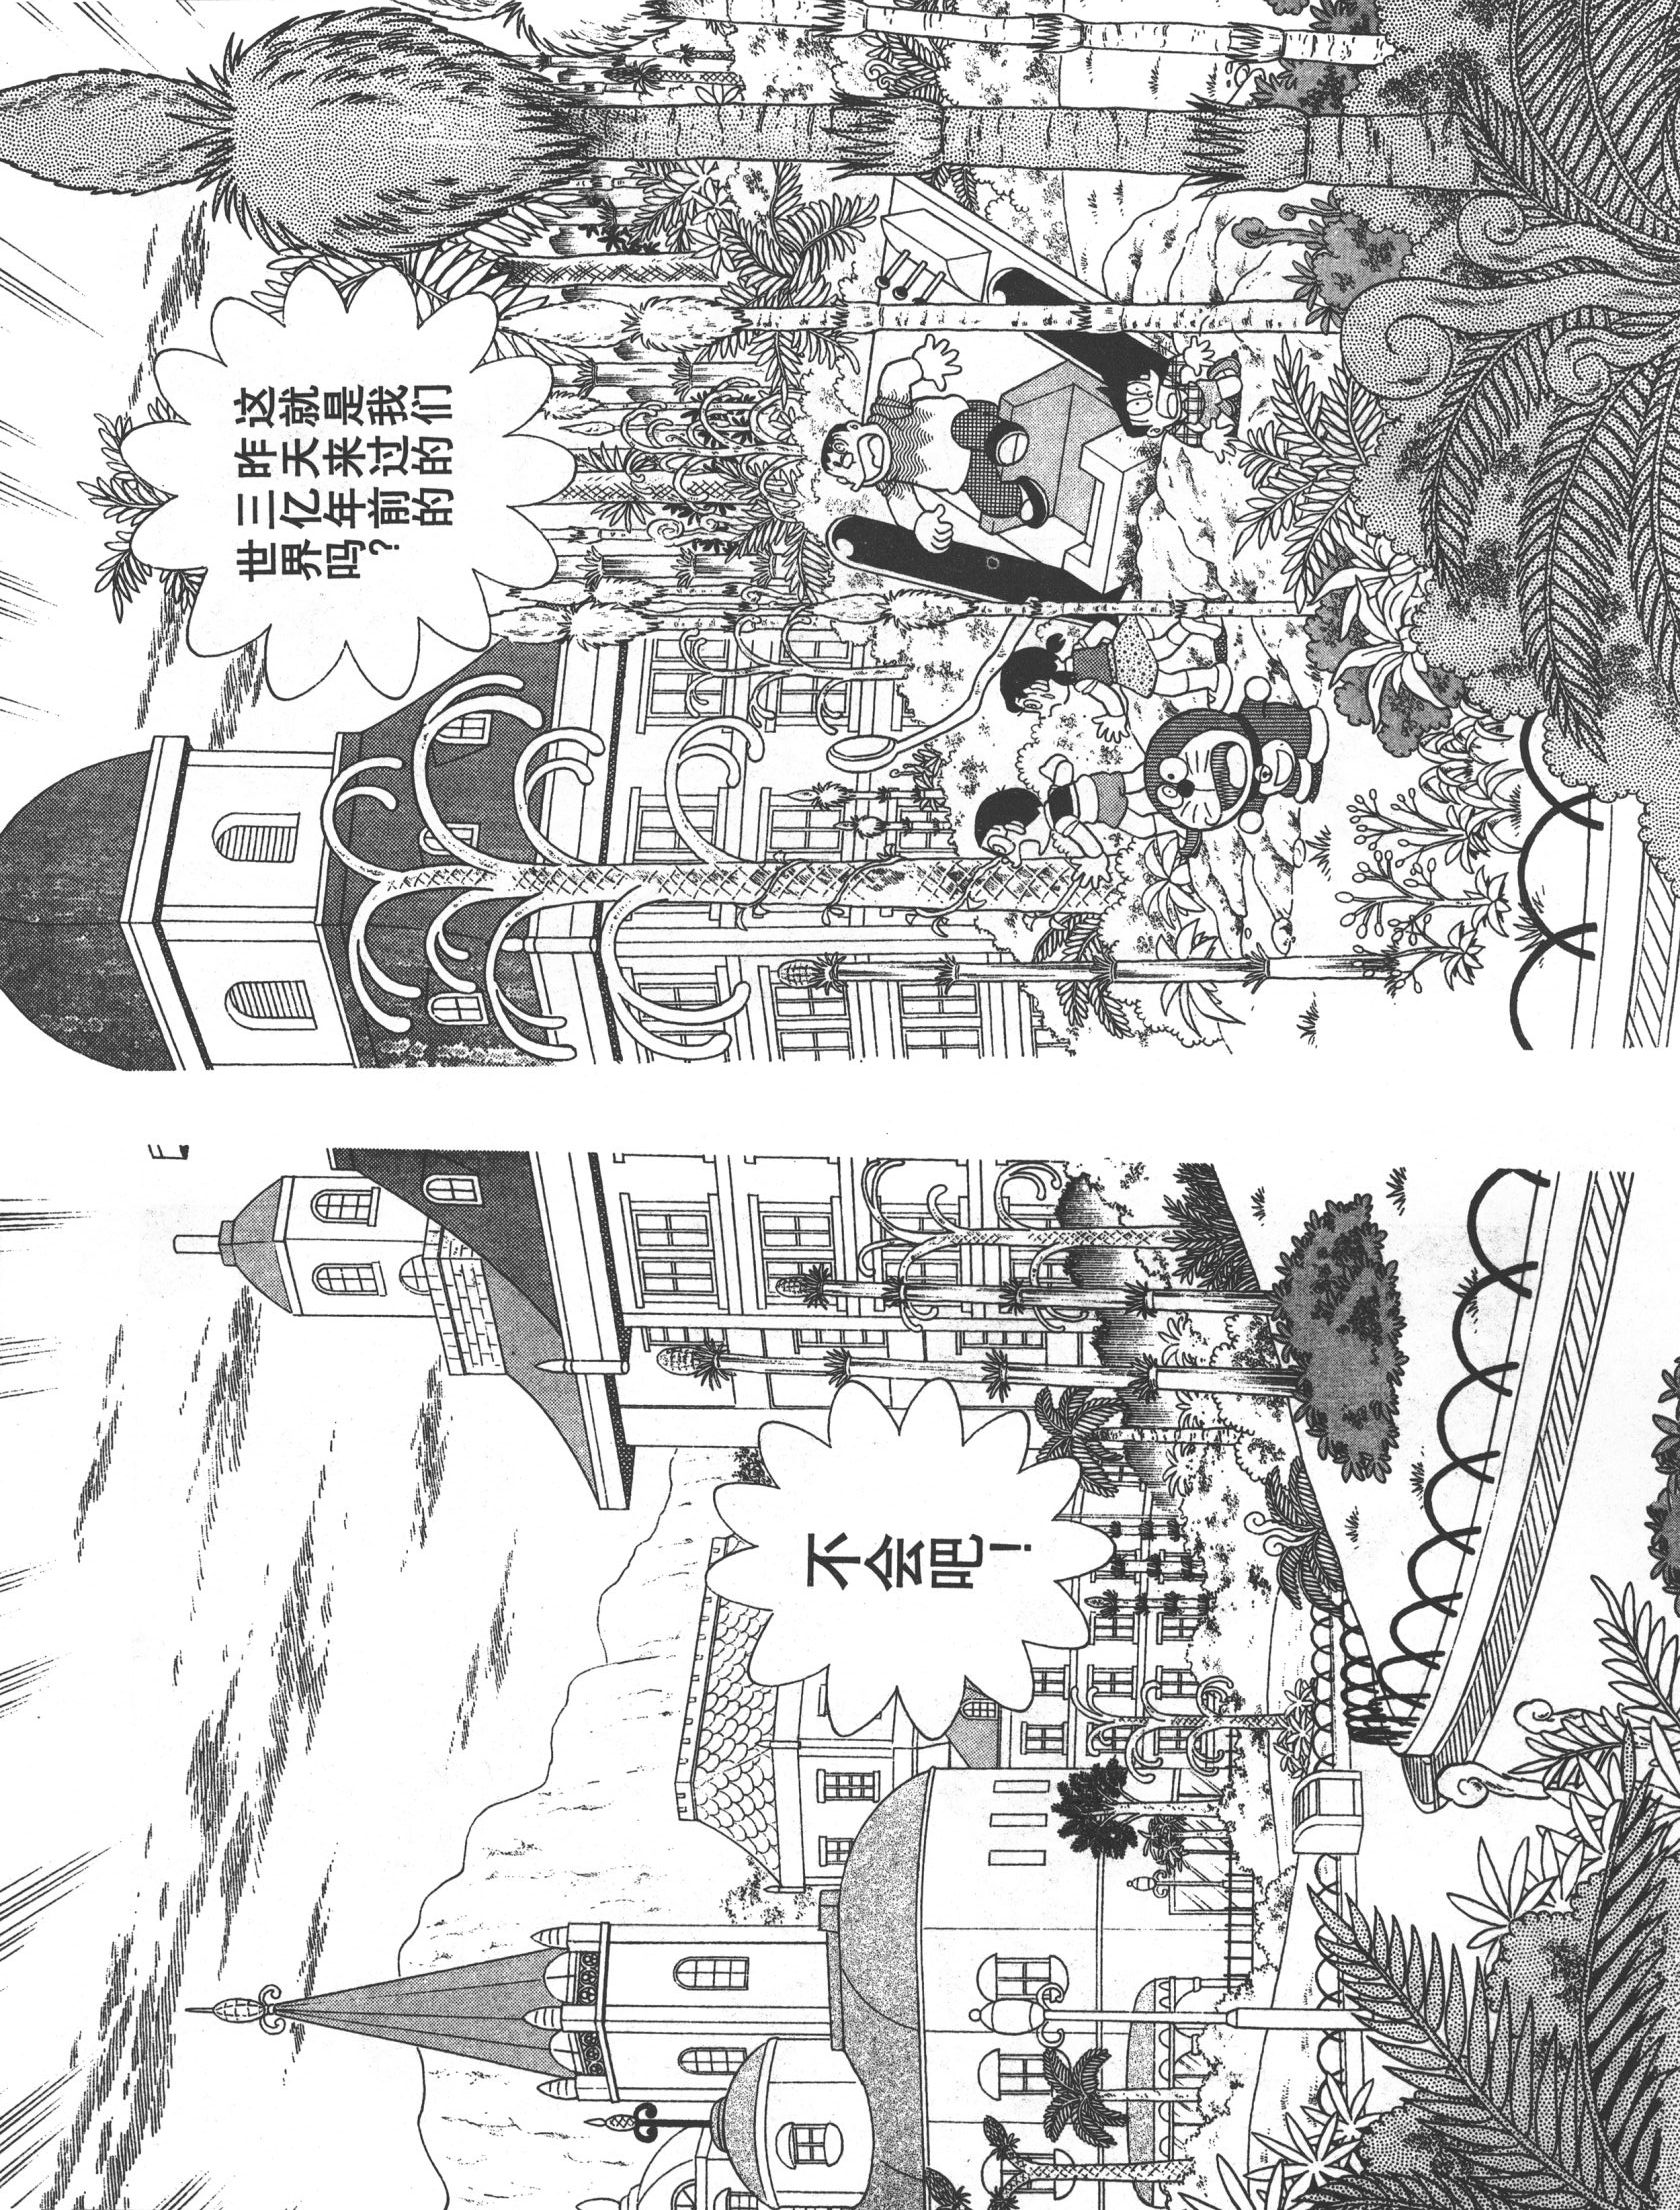 这就是我们
昨天来过的
三亿年前的
世界吗?
不会吧!